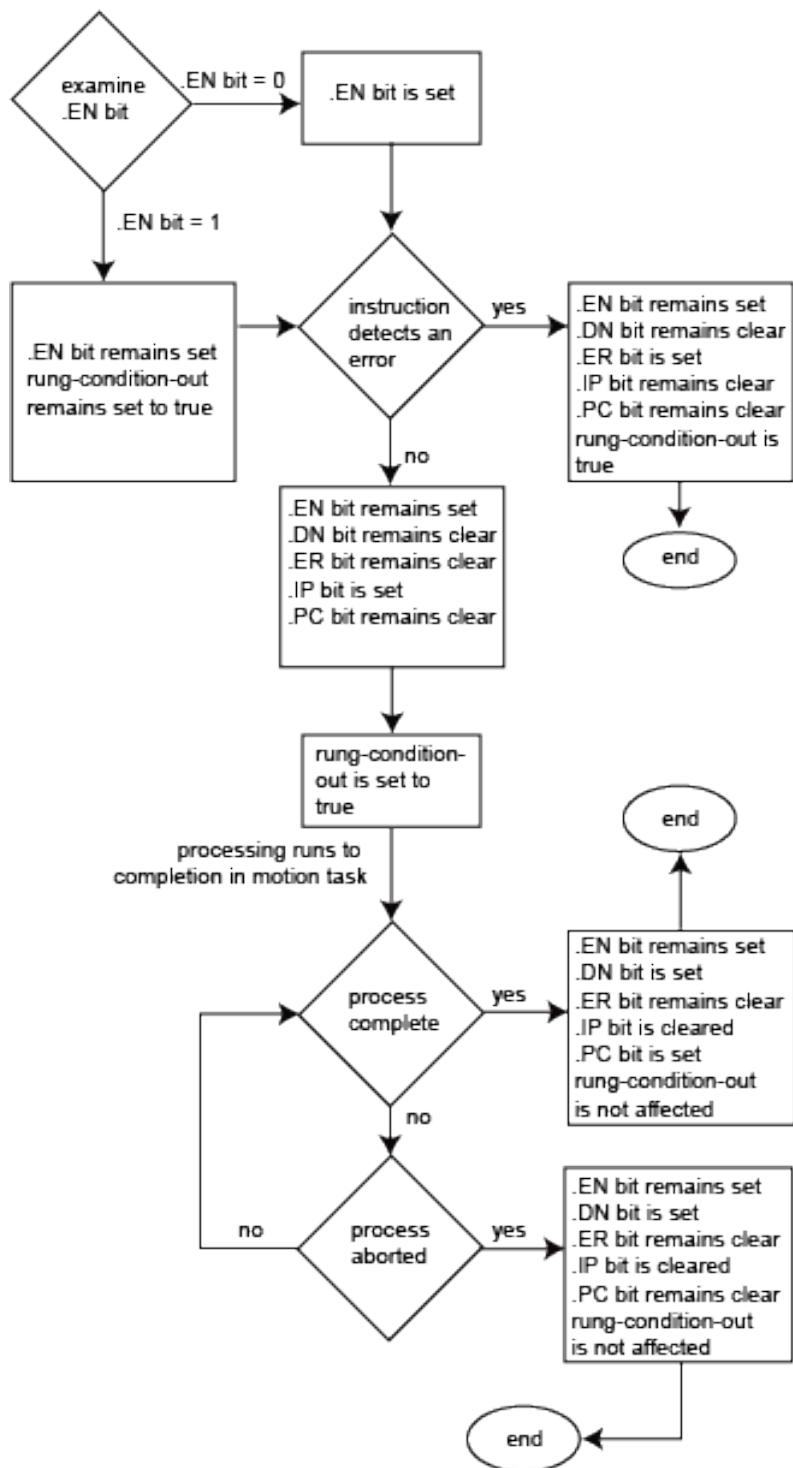 examine
.EN bit
.EN bit = 0
.EN bit is set
.EN bit = 1
.EN bit remains set
rung-condition-out
remains set to true
instruction
detects an
error
yes
.EN bit remains set
.DN bit remains clear
.ER bit is set
.IP bit remains clear
.PC bit remains clear
rung-condition-out is
true
end
no
.EN bit remains set
.DN bit remains clear
.ER bit remains clear
.IP bit is set
.PC bit remains clear
rung-condition-
out is set to
true
processing runs to
completion in motion task
process
complete
yes
.EN bit remains set
.DN bit is set
.ER bit remains clear
.IP bit is cleared
.PC bit is set
rung-condition-out
is not affected
end
no
process
aborted
no
yes
.EN bit remains set
.DN bit is set
.ER bit remains clear
.IP bit is cleared
.PC bit remains clear
rung-condition-out
is not affected
end